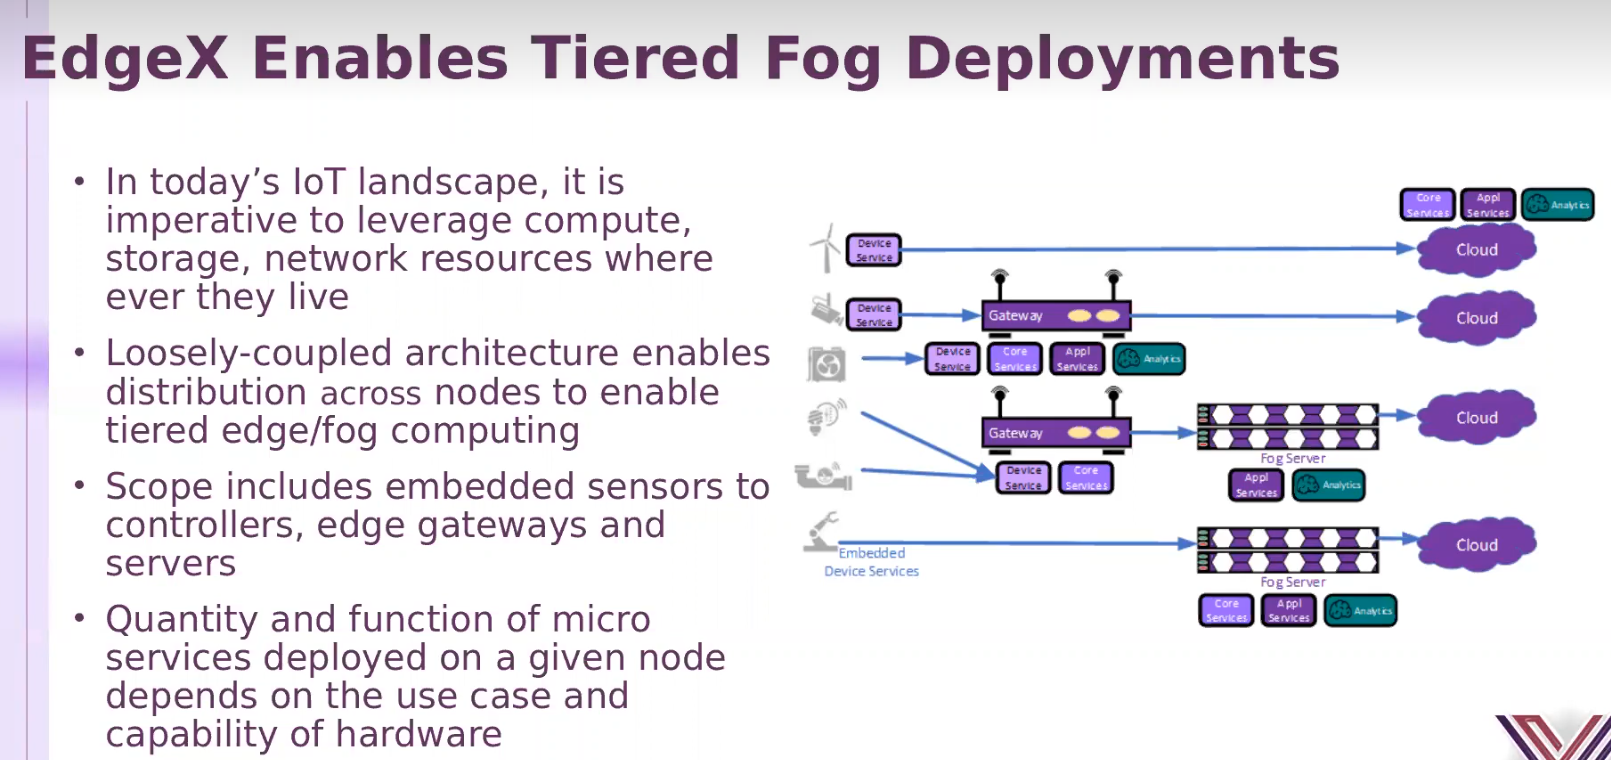 EdgeX Enables Tiered Fog Deployments
• In today’s IoT landscape, it is
imperative to leverage compute,
storage, network resources where
ever they live
• Loosely-coupled architecture enables
distribution across nodes to enable
tiered edge/fog computing
• Scope includes embedded sensors to
controllers, edge gateways and
servers
• Quantity and function of micro
services deployed on a given node
depends on the use case and
capability of hardware
Core
Services
Appl
Services
Analytics
Device
Service
Cloud
Device
Service
Gateway
Cloud
Device
Service
Core
Services
Appl
Services
Analytics
Gateway
Cloud
Fog Server
Device
Service
Core
Services
Appl
Services
Analytics
Embedded
Device Services
Cloud
Fog Server
Core
Services
Appl
Services
Analytics